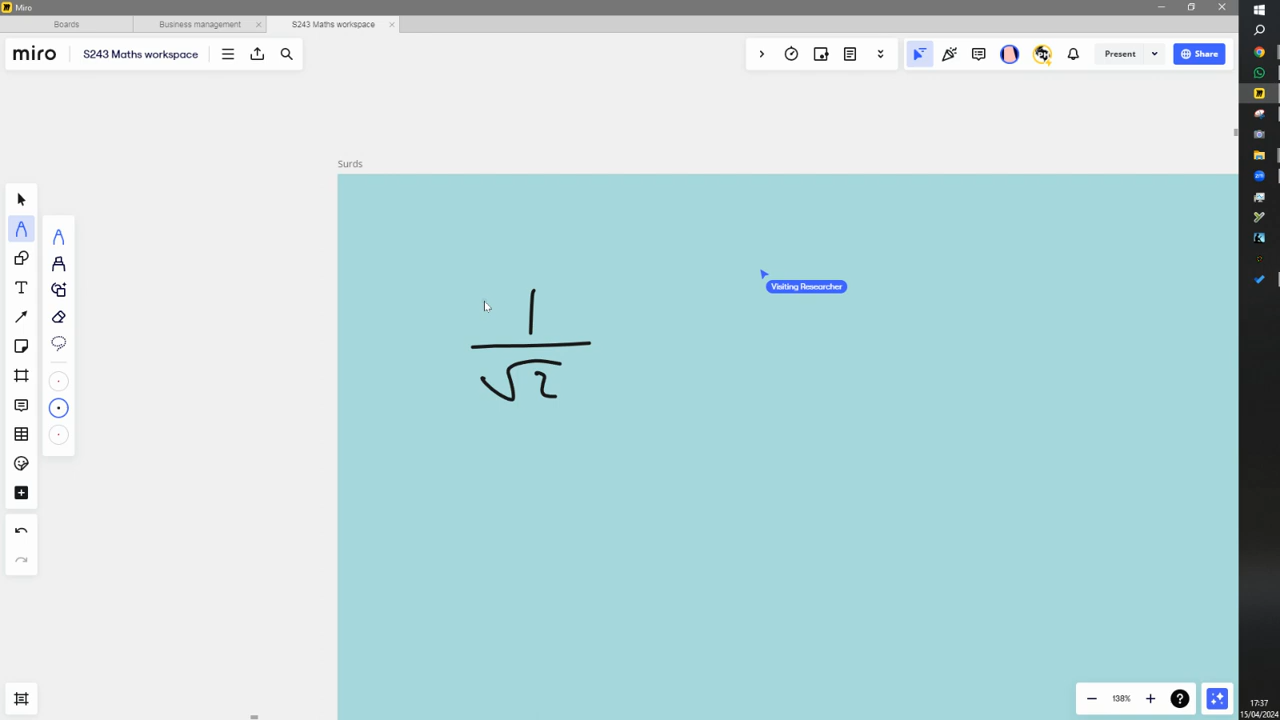 Miro
Boards
Business management
S243 Maths workspace
miro
S243 Maths workspace
Present
Share
Surds
Visiting Researcher
1
√2
138%
17:37
15/04/2024